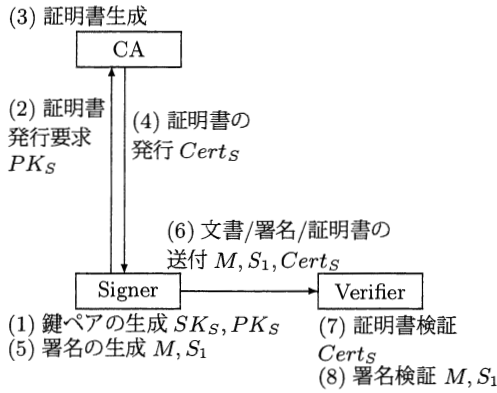 (3) 証明書生成
CA
(2) 証明書
発行要求
PK_S
(4) 証明書の
発行 Cert_S
(6) 文書/署名/証明書の
送付 M, S_1, Cert_S
Signer
Verifier
(1) 鍵ペアの生成 SK_S, PK_S
(5) 署名の生成 M, S_1
(7) 証明書検証
Cert_S
(8) 署名検証 M, S_1